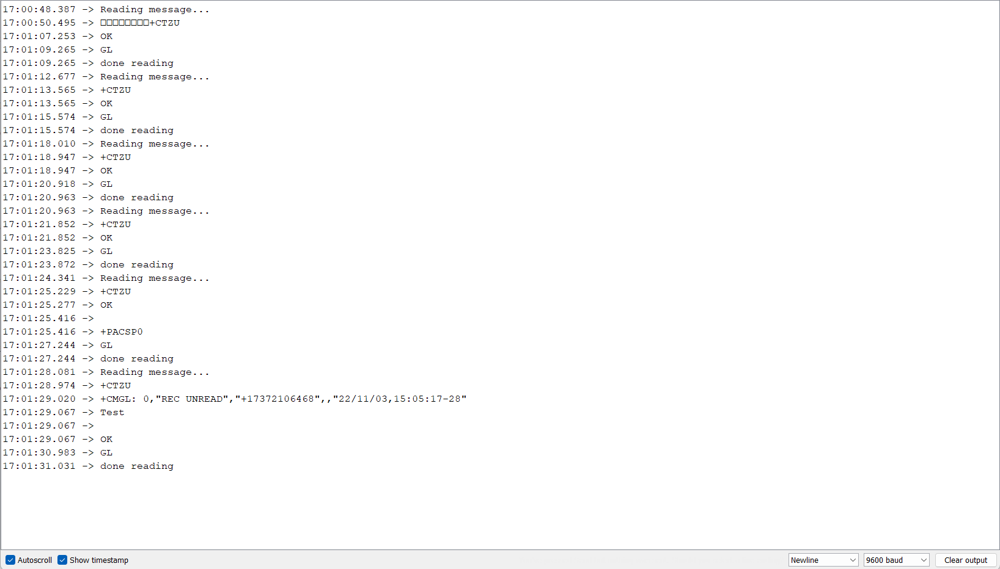 17:00:48.387 -> Reading message...
17:00:50.495 -> □□□□□□□□+CTZU
17:01:07.253 -> OK
17:01:09.265 -> GL
17:01:09.265 -> done reading
17:01:12.677 -> Reading message...
17:01:13.565 -> +CTZU
17:01:13.565 -> OK
17:01:15.574 -> GL
17:01:15.574 -> done reading
17:01:18.010 -> Reading message...
17:01:18.947 -> +CTZU
17:01:18.947 -> OK
17:01:20.918 -> GL
17:01:20.963 -> done reading
17:01:20.963 -> Reading message...
17:01:21.852 -> +CTZU
17:01:21.852 -> OK
17:01:23.825 -> GL
17:01:23.872 -> done reading
17:01:24.341 -> Reading message...
17:01:25.229 -> +CTZU
17:01:25.277 -> OK
17:01:25.416 ->
17:01:25.416 -> +PACSP0
17:01:27.244 -> GL
17:01:27.244 -> done reading
17:01:28.081 -> Reading message...
17:01:28.974 -> +CTZU
17:01:29.020 -> +CMGL: 0,"REC UNREAD","+17372106468",,"22/11/03,15:05:17-28"
17:01:29.067 -> Test
17:01:29.067 ->
17:01:29.067 -> OK
17:01:30.983 -> GL
17:01:31.031 -> done reading
Autoscroll Show timestamp Newline 9600 baud Clear output